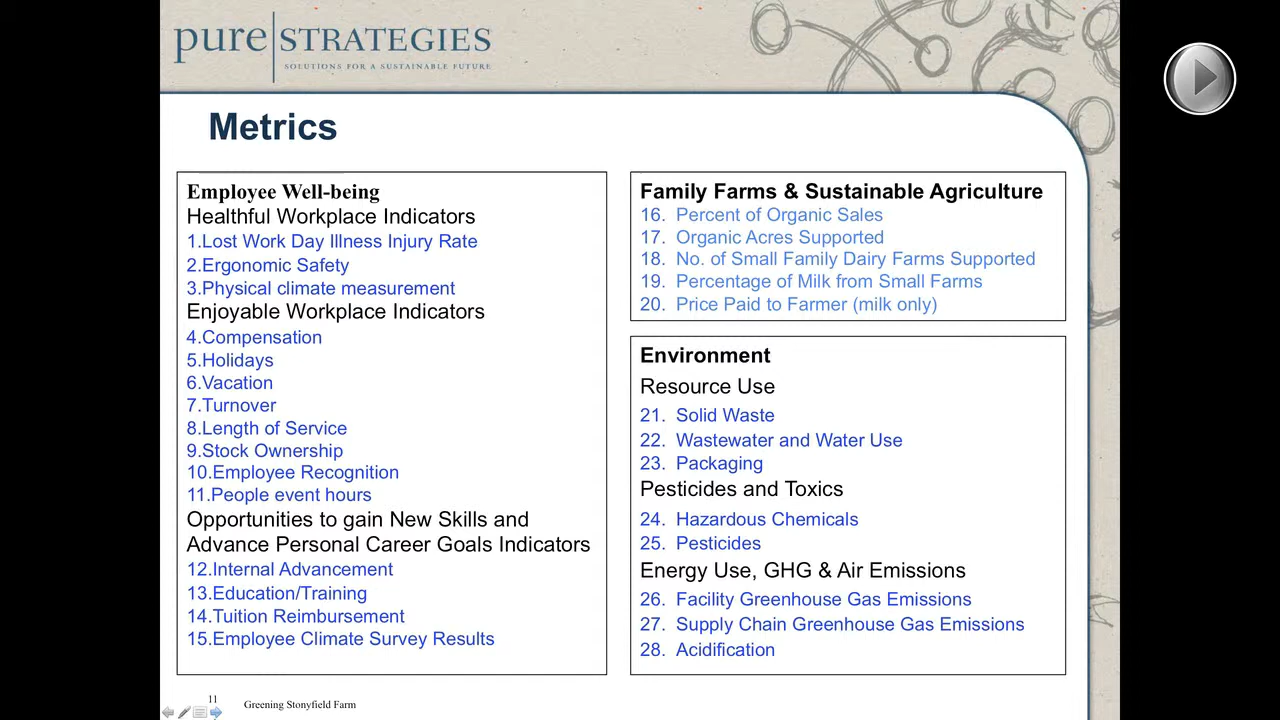 pure STRATEGIES
SOLUTIONS FOR A SUSTAINABLE FUTURE
Metrics
Employee Well-being
Healthful Workplace Indicators
1.Lost Work Day Illness Injury Rate
2.Ergonomic Safety
3.Physical climate measurement
Enjoyable Workplace Indicators
4.Compensation
5.Holidays
6.Vacation
7.Turnover
8.Length of Service
9.Stock Ownership
10.Employee Recognition
11.People event hours
Opportunities to gain New Skills and
Advance Personal Career Goals Indicators
12.Internal Advancement
13.Education/Training
14.Tuition Reimbursement
15.Employee Climate Survey Results
Family Farms & Sustainable Agriculture
16. Percent of Organic Sales
17. Organic Acres Supported
18. No. of Small Family Dairy Farms Supported
19. Percentage of Milk from Small Farms
20. Price Paid to Farmer (milk only)
Environment
Resource Use
21. Solid Waste
22. Wastewater and Water Use
23. Packaging
Pesticides and Toxics
24. Hazardous Chemicals
25. Pesticides
Energy Use, GHG & Air Emissions
26. Facility Greenhouse Gas Emissions
27. Supply Chain Greenhouse Gas Emissions
28. Acidification
11
Greening Stonyfield Farm